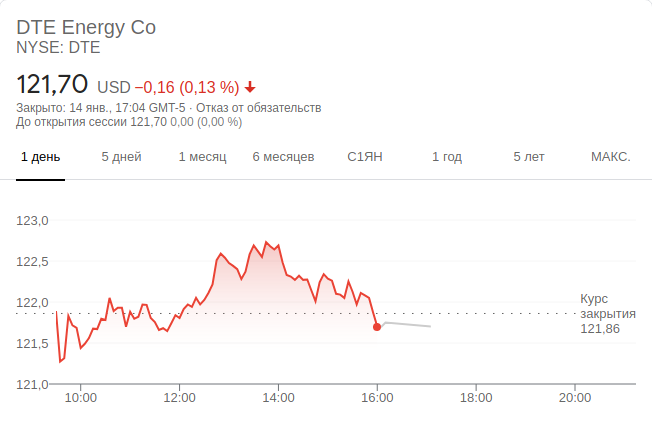 DTE Energy Co
NYSE: DTE
121,70 USD −0,16 (0,13 %)
Закрыто: 14 янв., 17:04 GMT-5 · Отказ от обязательств
До открытия сессии 121,70 0,00 (0,00 %)
1 день 5 дней 1 месяц 6 месяцев С1ЯН 1 год 5 лет МАКС.
123,0
122,5
122,0
121,5
121,0
Курс
закрытия
121,86
10:00 12:00 14:00 16:00 18:00 20:00